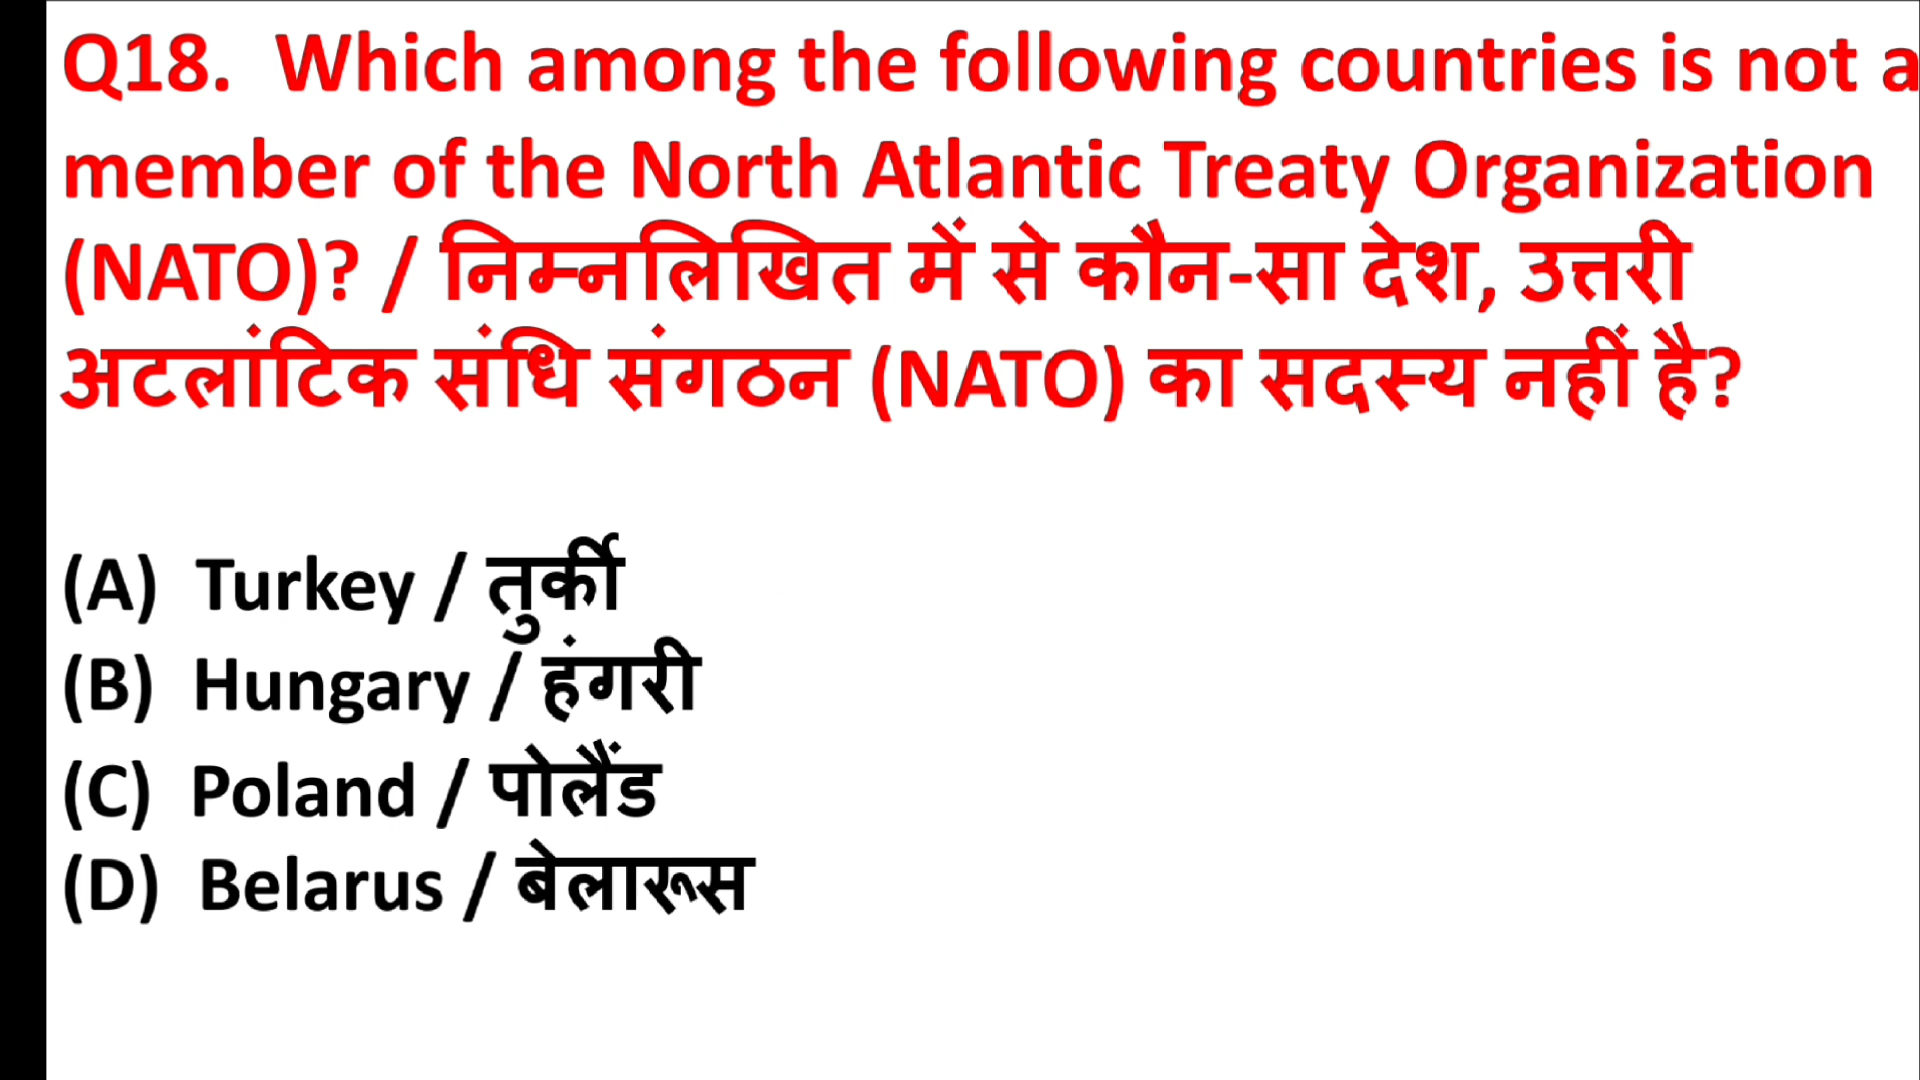 Q18. Which among the following countries is not a
member of the North Atlantic Treaty Organization
(NATO)? / निम्नलिखित में से कौन-सा देश, उत्तरी
अटलांटिक संधि संगठन (NATO) का सदस्य नहीं है?
(A) Turkey / तुर्की
(B) Hungary / हंगरी
(C) Poland / पोलैंड
(D) Belarus / बेलारूस